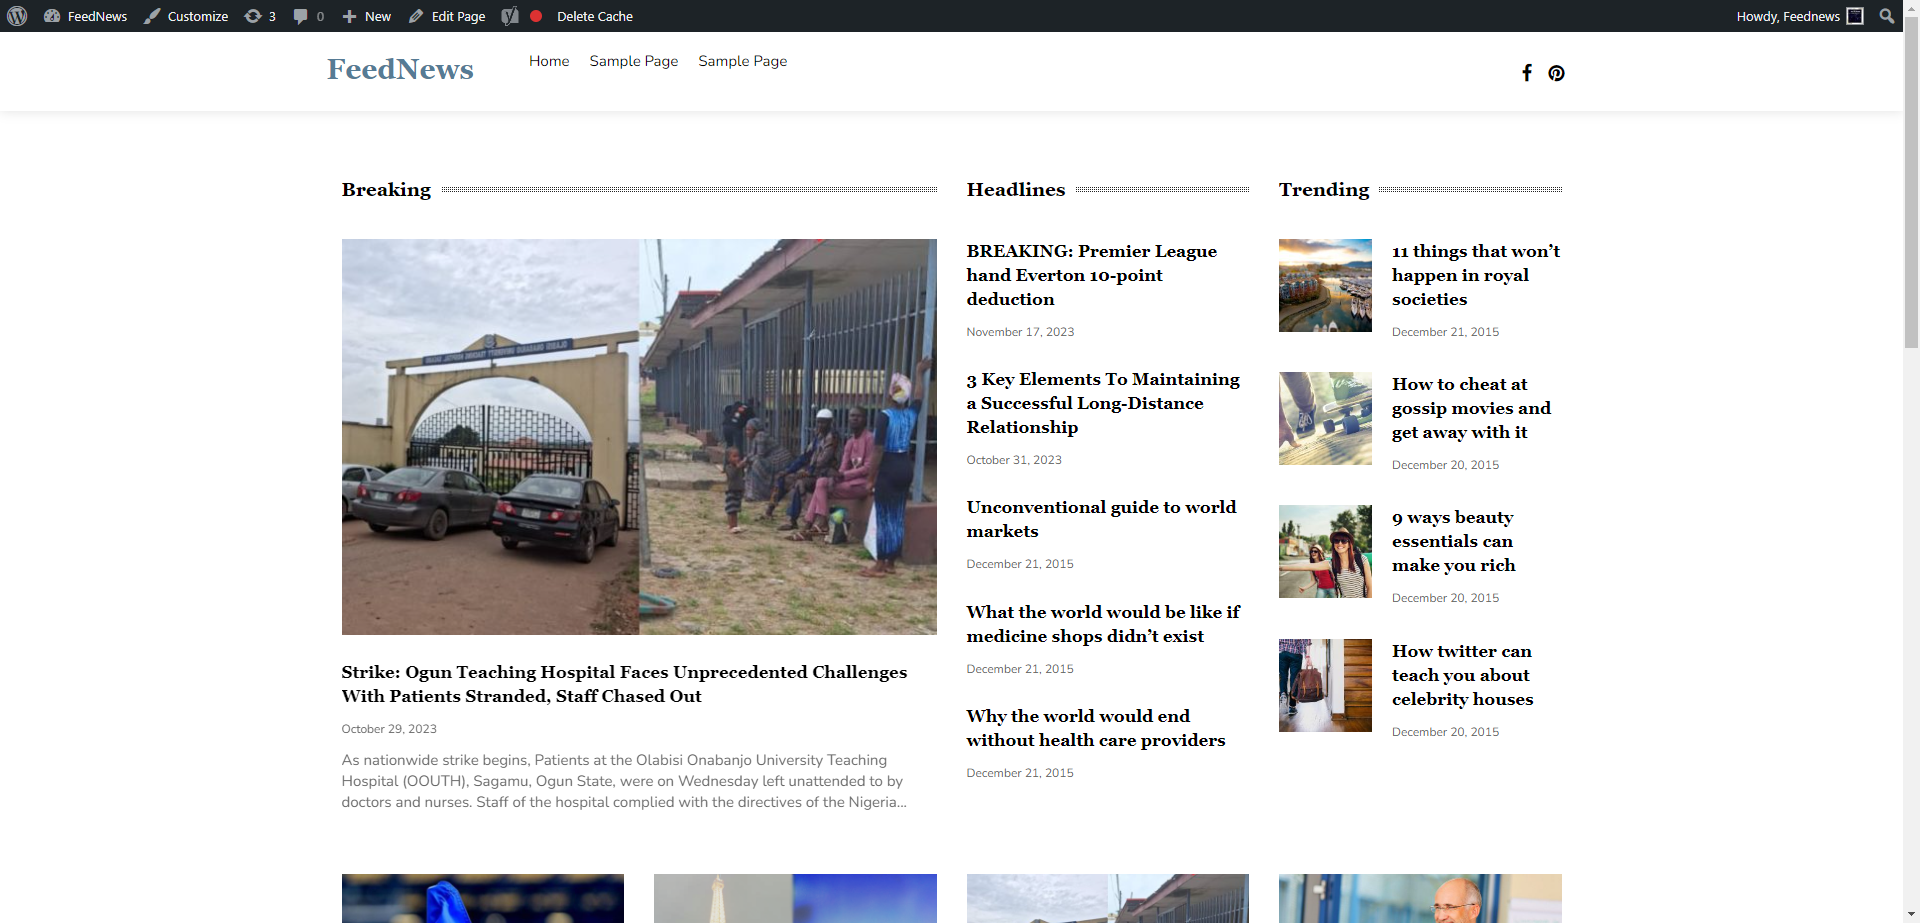 FeedNews
Customize
3
0
New
Edit Page
Delete Cache
Howdy, Feednews
FeedNews
Home
Sample Page
Sample Page
Breaking
Strike: Ogun Teaching Hospital Faces Unprecedented Challenges
With Patients Stranded, Staff Chased Out
October 29, 2023
As nationwide strike begins, Patients at the Olabisi Onabanjo University Teaching
Hospital (OOUTH), Sagamu, Ogun State, were on Wednesday left unattended to by
doctors and nurses. Staff of the hospital complied with the directives of the Nigeria...
Headlines
BREAKING: Premier League
hand Everton 10-point
deduction
November 17, 2023
3 Key Elements To Maintaining
a Successful Long-Distance
Relationship
October 31, 2023
Unconventional guide to world
markets
December 21, 2015
What the world would be like if
medicine shops didn’t exist
December 21, 2015
Why the world would end
without health care providers
December 21, 2015
Trending
11 things that won’t
happen in royal
societies
December 21, 2015
How to cheat at
gossip movies and
get away with it
December 20, 2015
9 ways beauty
essentials can
make you rich
December 20, 2015
How twitter can
teach you about
celebrity houses
December 20, 2015